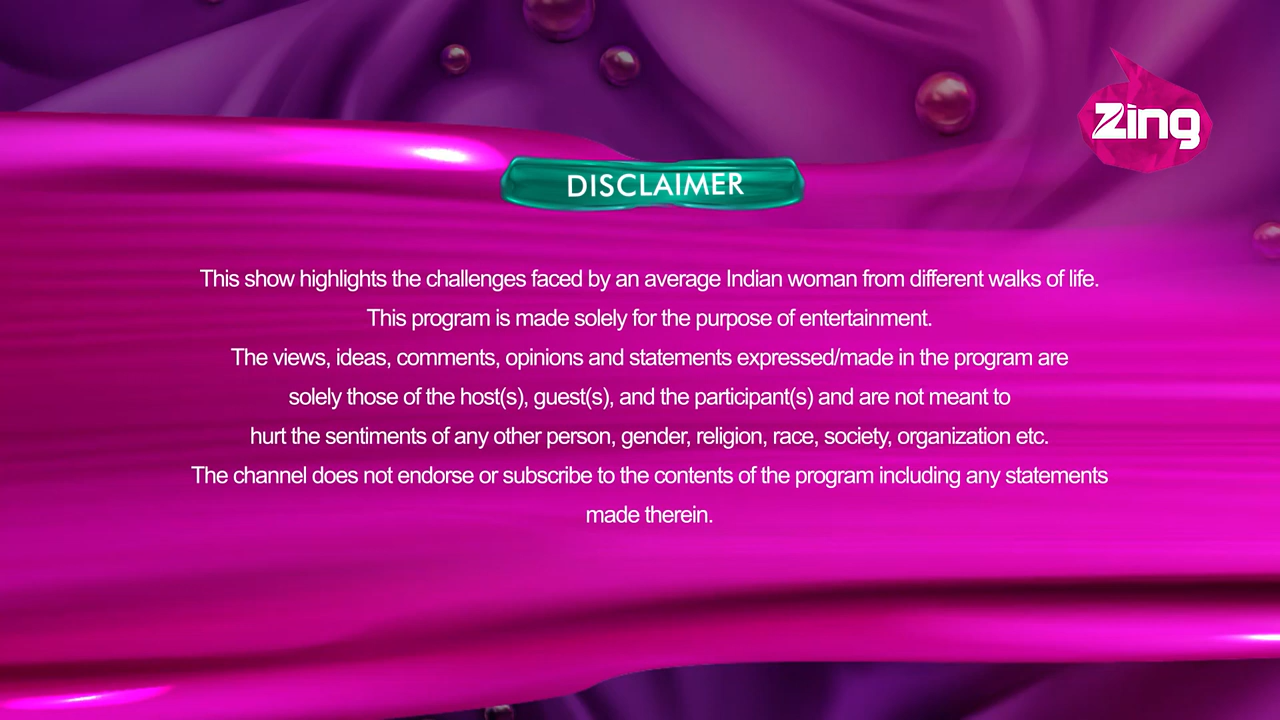 Zing
DISCLAIMER
This show highlights the challenges faced by an average Indian woman from different walks of life.
This program is made solely for the purpose of entertainment.
The views, ideas, comments, opinions and statements expressed/made in the program are
solely those of the host(s), guest(s), and the participant(s) and are not meant to
hurt the sentiments of any other person, gender, religion, race, society, organization etc.
The channel does not endorse or subscribe to the contents of the program including any statements
made therein.